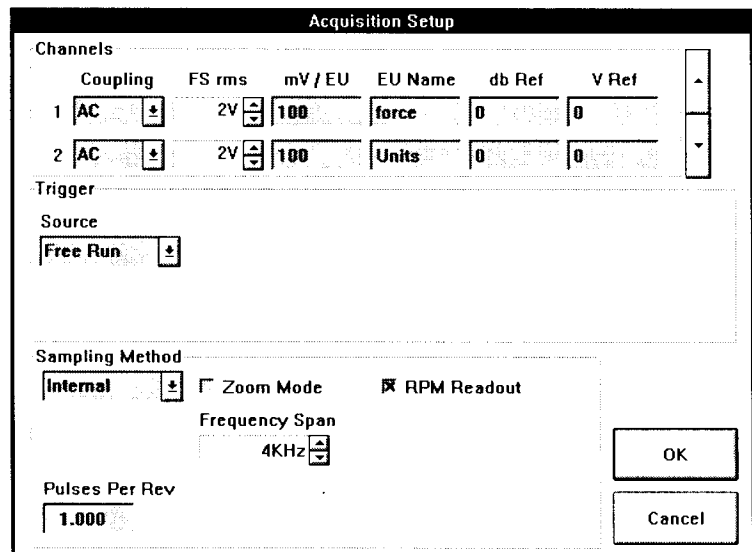 Acquisition Setup
Channels
Coupling FS rms mV / EU EU Name db Ref V Ref
1 AC 2V 100 force 0 0
2 AC 2V 100 Units 0 0
Trigger
Source
Free Run
Sampling Method
Internal Zoom Mode RPM Readout
Frequency Span
4KHz
OK
Pulses Per Rev
1.000
Cancel